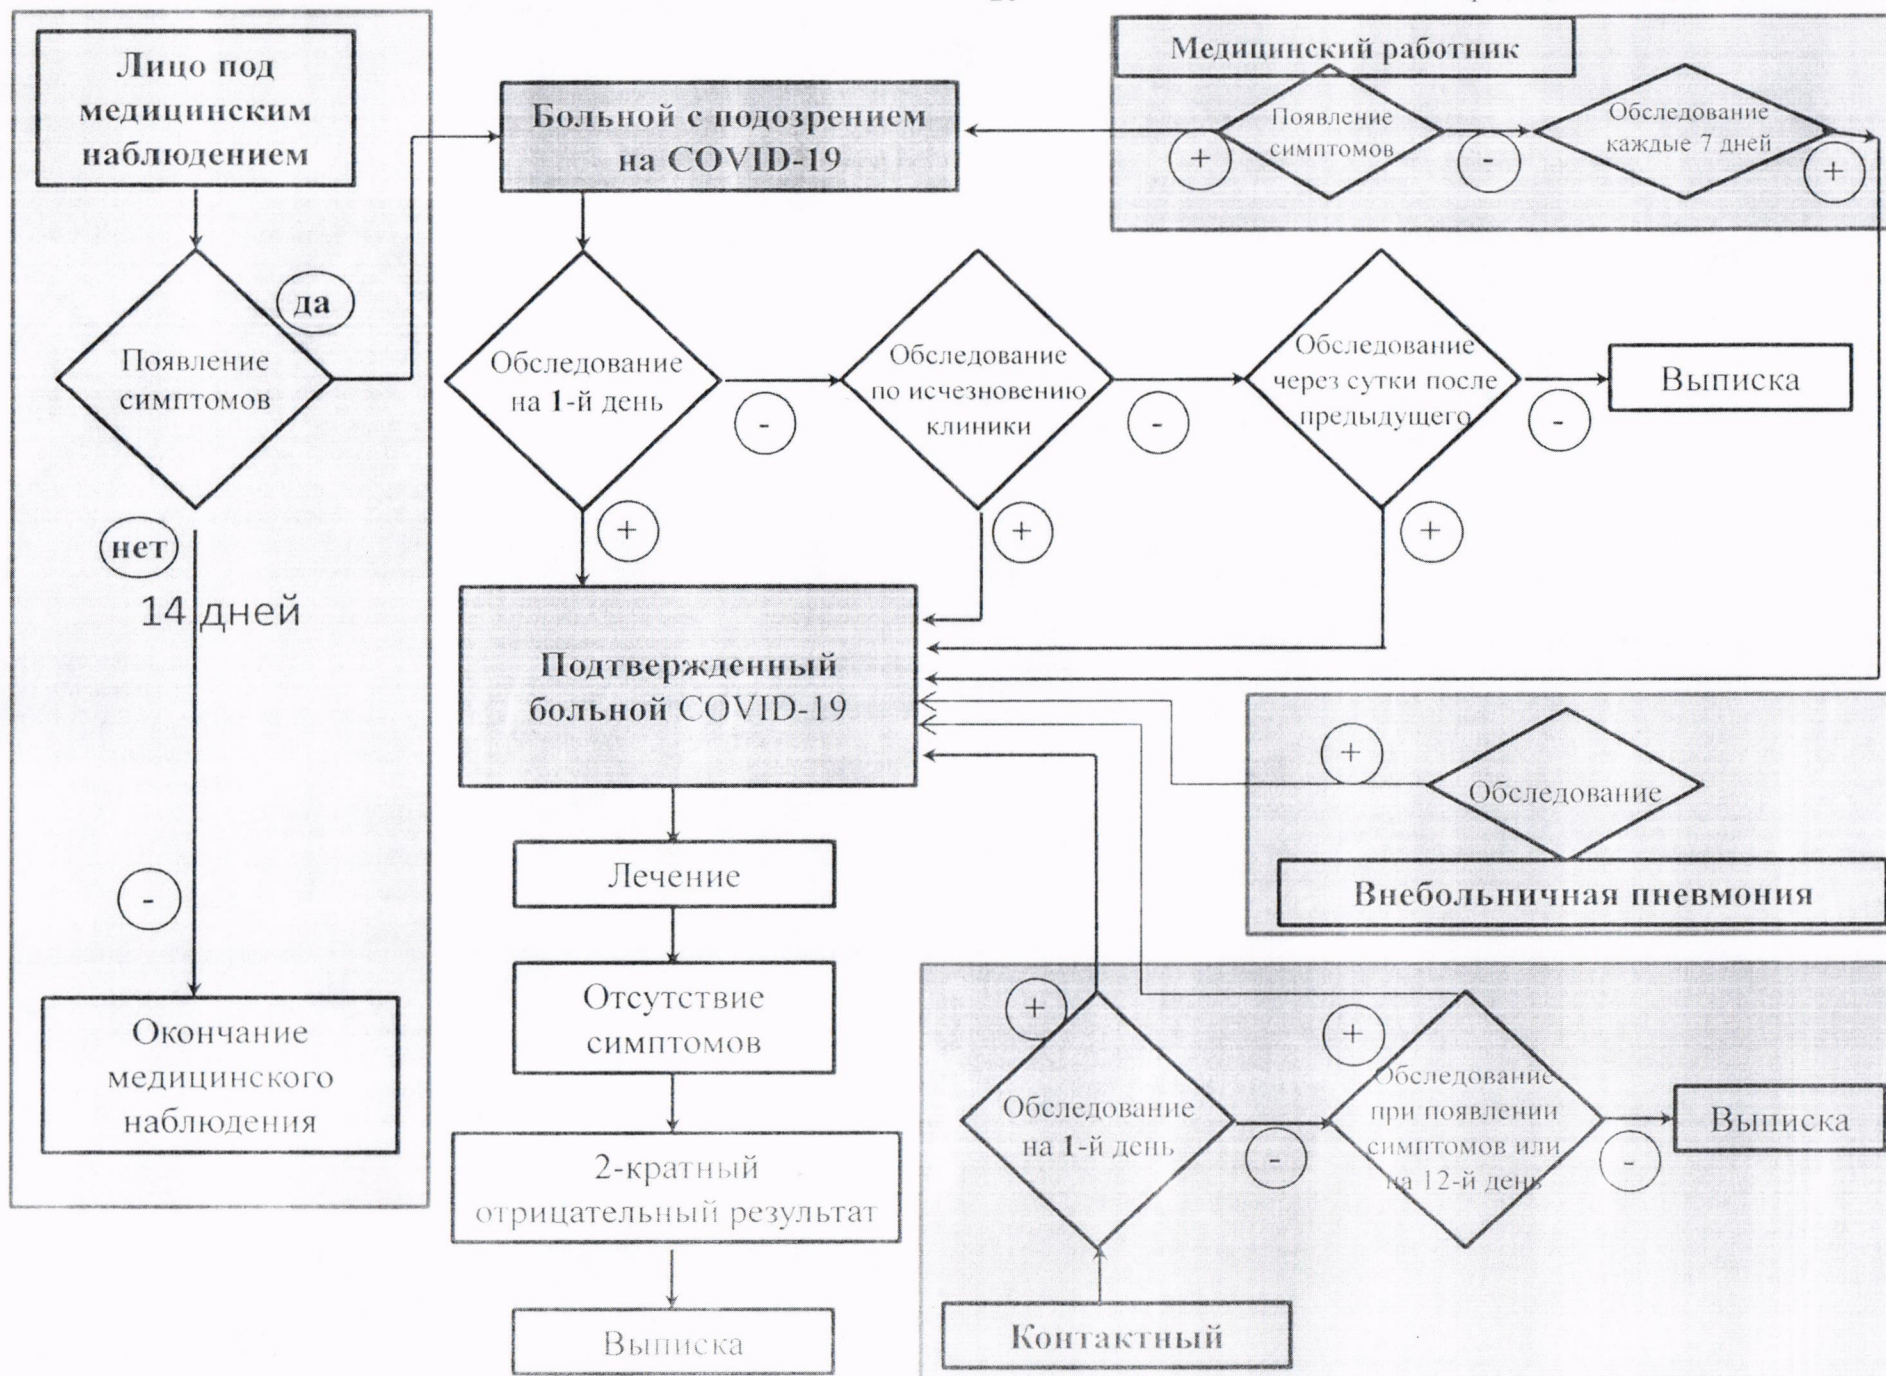 Лицо под
медицинским
наблюдением
Появление
симптомов
да
нет
14 дней
-
Окончание
медицинского
наблюдения
Больной с подозрением
на COVID-19
Медицинский работник
Появление
симптомов
+
-
Обследование
каждые 7 дней
+
Обследование
на 1-й день
-
+
Обследование
по исчезновению
клиники
-
+
Обследование
через сутки после
предыдущего
-
+
Выписка
Подтвержденный
больной COVID-19
Лечение
Отсутствие
симптомов
2-кратный
отрицательный результат
Выписка
+
Обследование
Внебольничная пневмония
+
Обследование
на 1-й день
-
+
Обследование
при появлении
симптомов или
на 12-й день
-
Выписка
Контактный